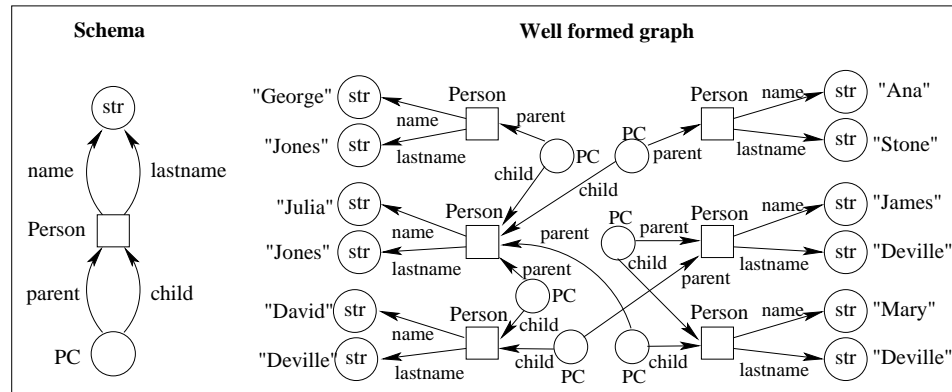 Schema
str
name
lastname
Person
parent
child
PC
Well formed graph
"George"
str
name
Person
parent
"Jones"
str
lastname
PC
child
Person
PC
parent
child
name
str
"Ana"
lastname
str
"Stone"
"Julia"
str
name
Person
parent
"Jones"
str
lastname
parent
PC
child
PC
parent
child
Person
parent
name
str
"James"
lastname
str
"Deville"
"David"
str
name
Person
"Deville"
str
lastname
child
PC
PC
child
Person
name
str
"Mary"
lastname
str
"Deville"